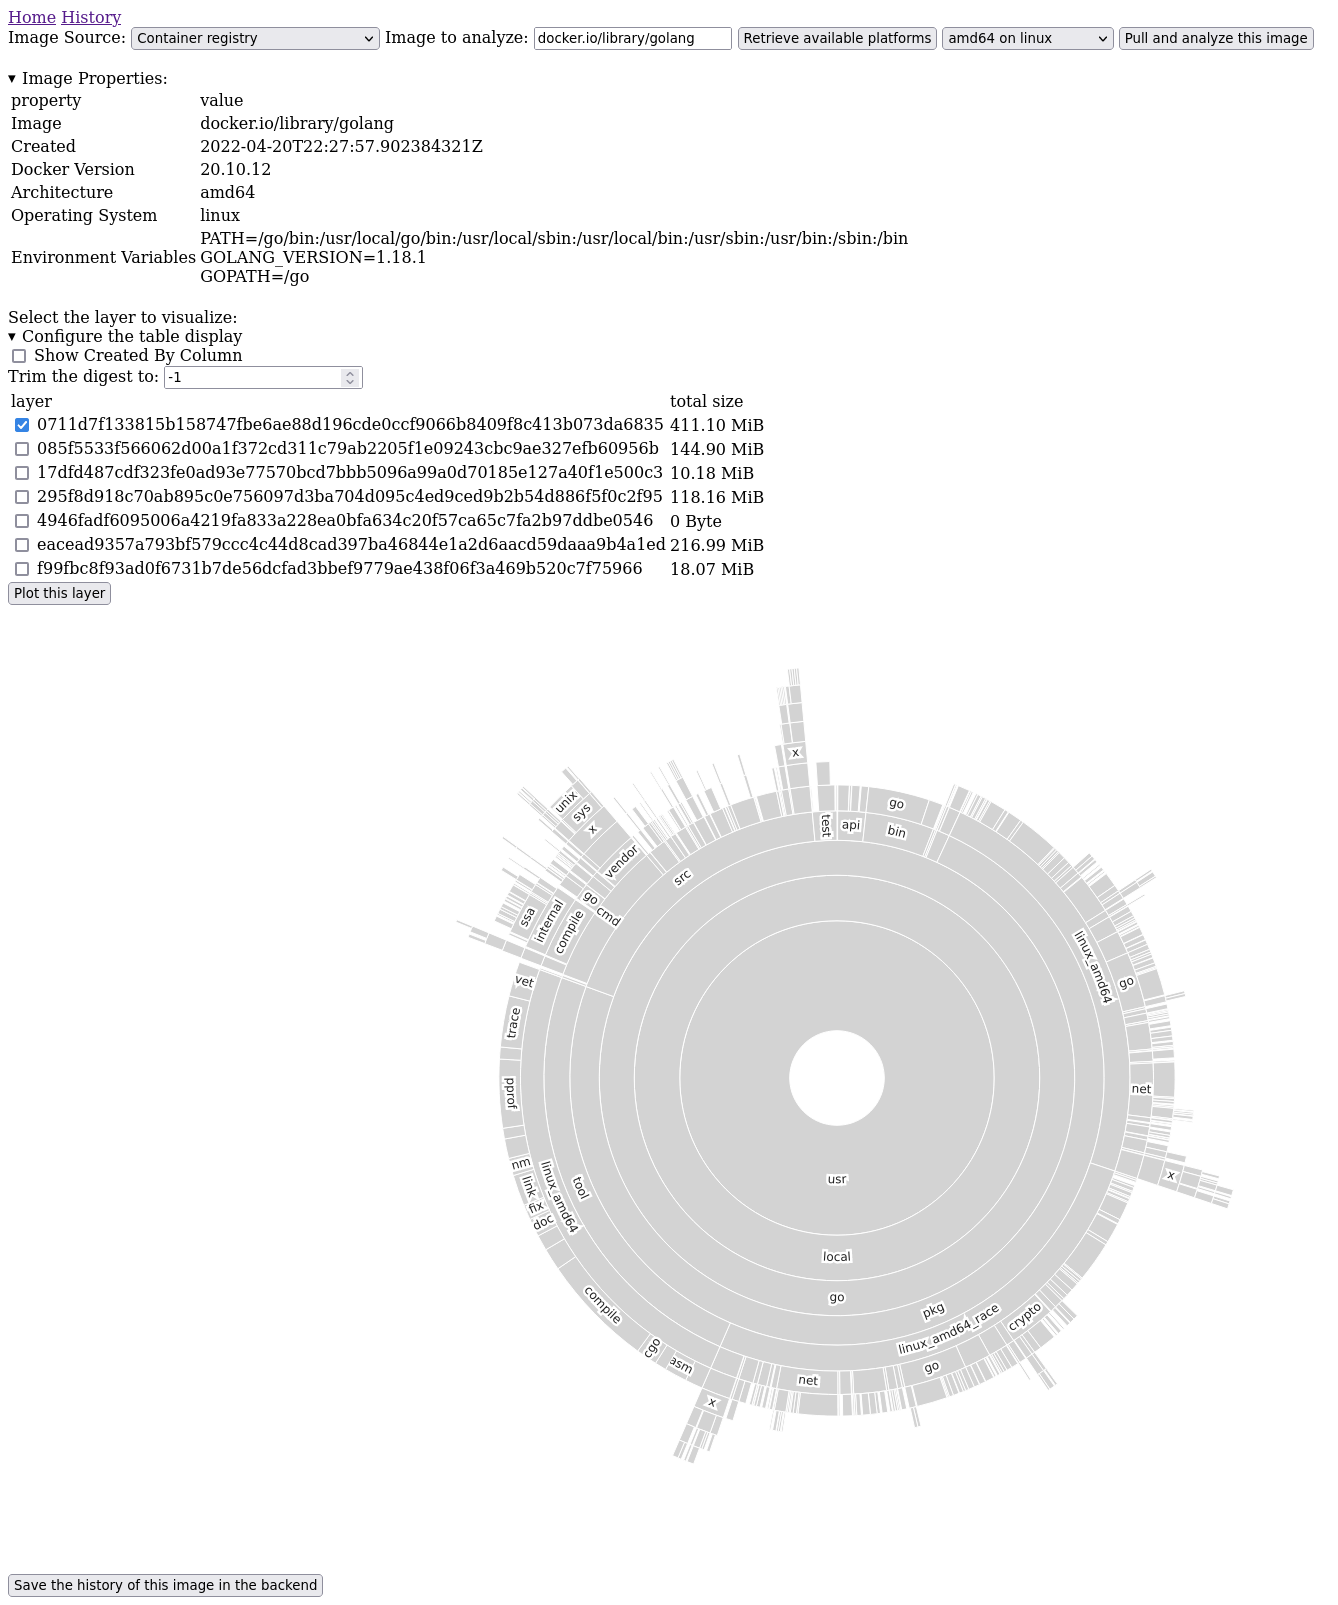 Home History
Image Source: Container registry Image to analyze: docker.io/library/golang Retrieve available platforms amd64 on linux Pull and analyze this image
▾ Image Properties:
property value
Image docker.io/library/golang
Created 2022-04-20T22:27:57.902384321Z
Docker Version 20.10.12
Architecture amd64
Operating System linux
PATH=/go/bin:/usr/local/go/bin:/usr/local/sbin:/usr/local/bin:/usr/sbin:/usr/bin:/sbin:/bin
Environment Variables GOLANG_VERSION=1.18.1
GOPATH=/go
Select the layer to visualize:
▾ Configure the table display
Show Created By Column
Trim the digest to: -1
layer total size
0711d7f133815b158747fbe6ae88d196cde0ccf9066b8409f8c413b073da6835 411.10 MiB
085f5533f566062d00a1f372cd311c79ab2205f1e09243cbc9ae327efb60956b 144.90 MiB
17dfd487cdf323fe0ad93e77570bcd7bbb5096a99a0d70185e127a40f1e500c3 10.18 MiB
295f8d918c70ab895c0e756097d3ba704d095c4ed9ced9b2b54d886f5f0c2f95 118.16 MiB
4946fadf6095006a4219fa833a228ea0bfa634c20f57ca65c7fa2b97ddbe0546 0 Byte
eacead9357a793bf579ccc4c44d8cad397ba46844e1a2d6aacd59daaa9b4a1ed 216.99 MiB
f99fbc8f93ad0f6731b7de56dcfad3bbef9779ae438f06f3a469b520c7f75966 18.07 MiB
Plot this layer
x
unix
sys
x
go
test
api
bin
vendor
src
go
cmd
ssa
internal
compile
linux_amd64
vet
go
trace
pprof
net
nm
linux_amd64
tool
link
fix
doc
x
usr
local
go
pkg
linux_amd64_race
crypto
compile
cgo
asm
go
net
x
Save the history of this image in the backend